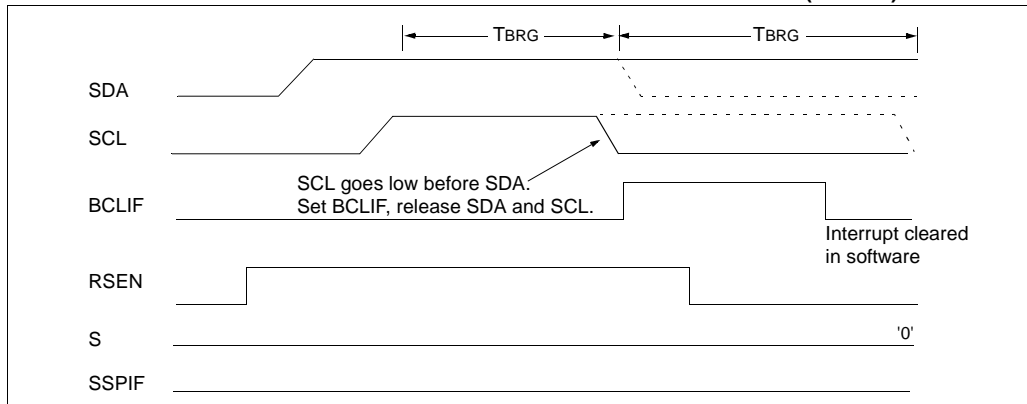 TBRG TBRG
SDA
SCL
SCL goes low before SDA.
Set BCLIF, release SDA and SCL.
BCLIF
Interrupt cleared
in software
RSEN
S '0'
SSPIF